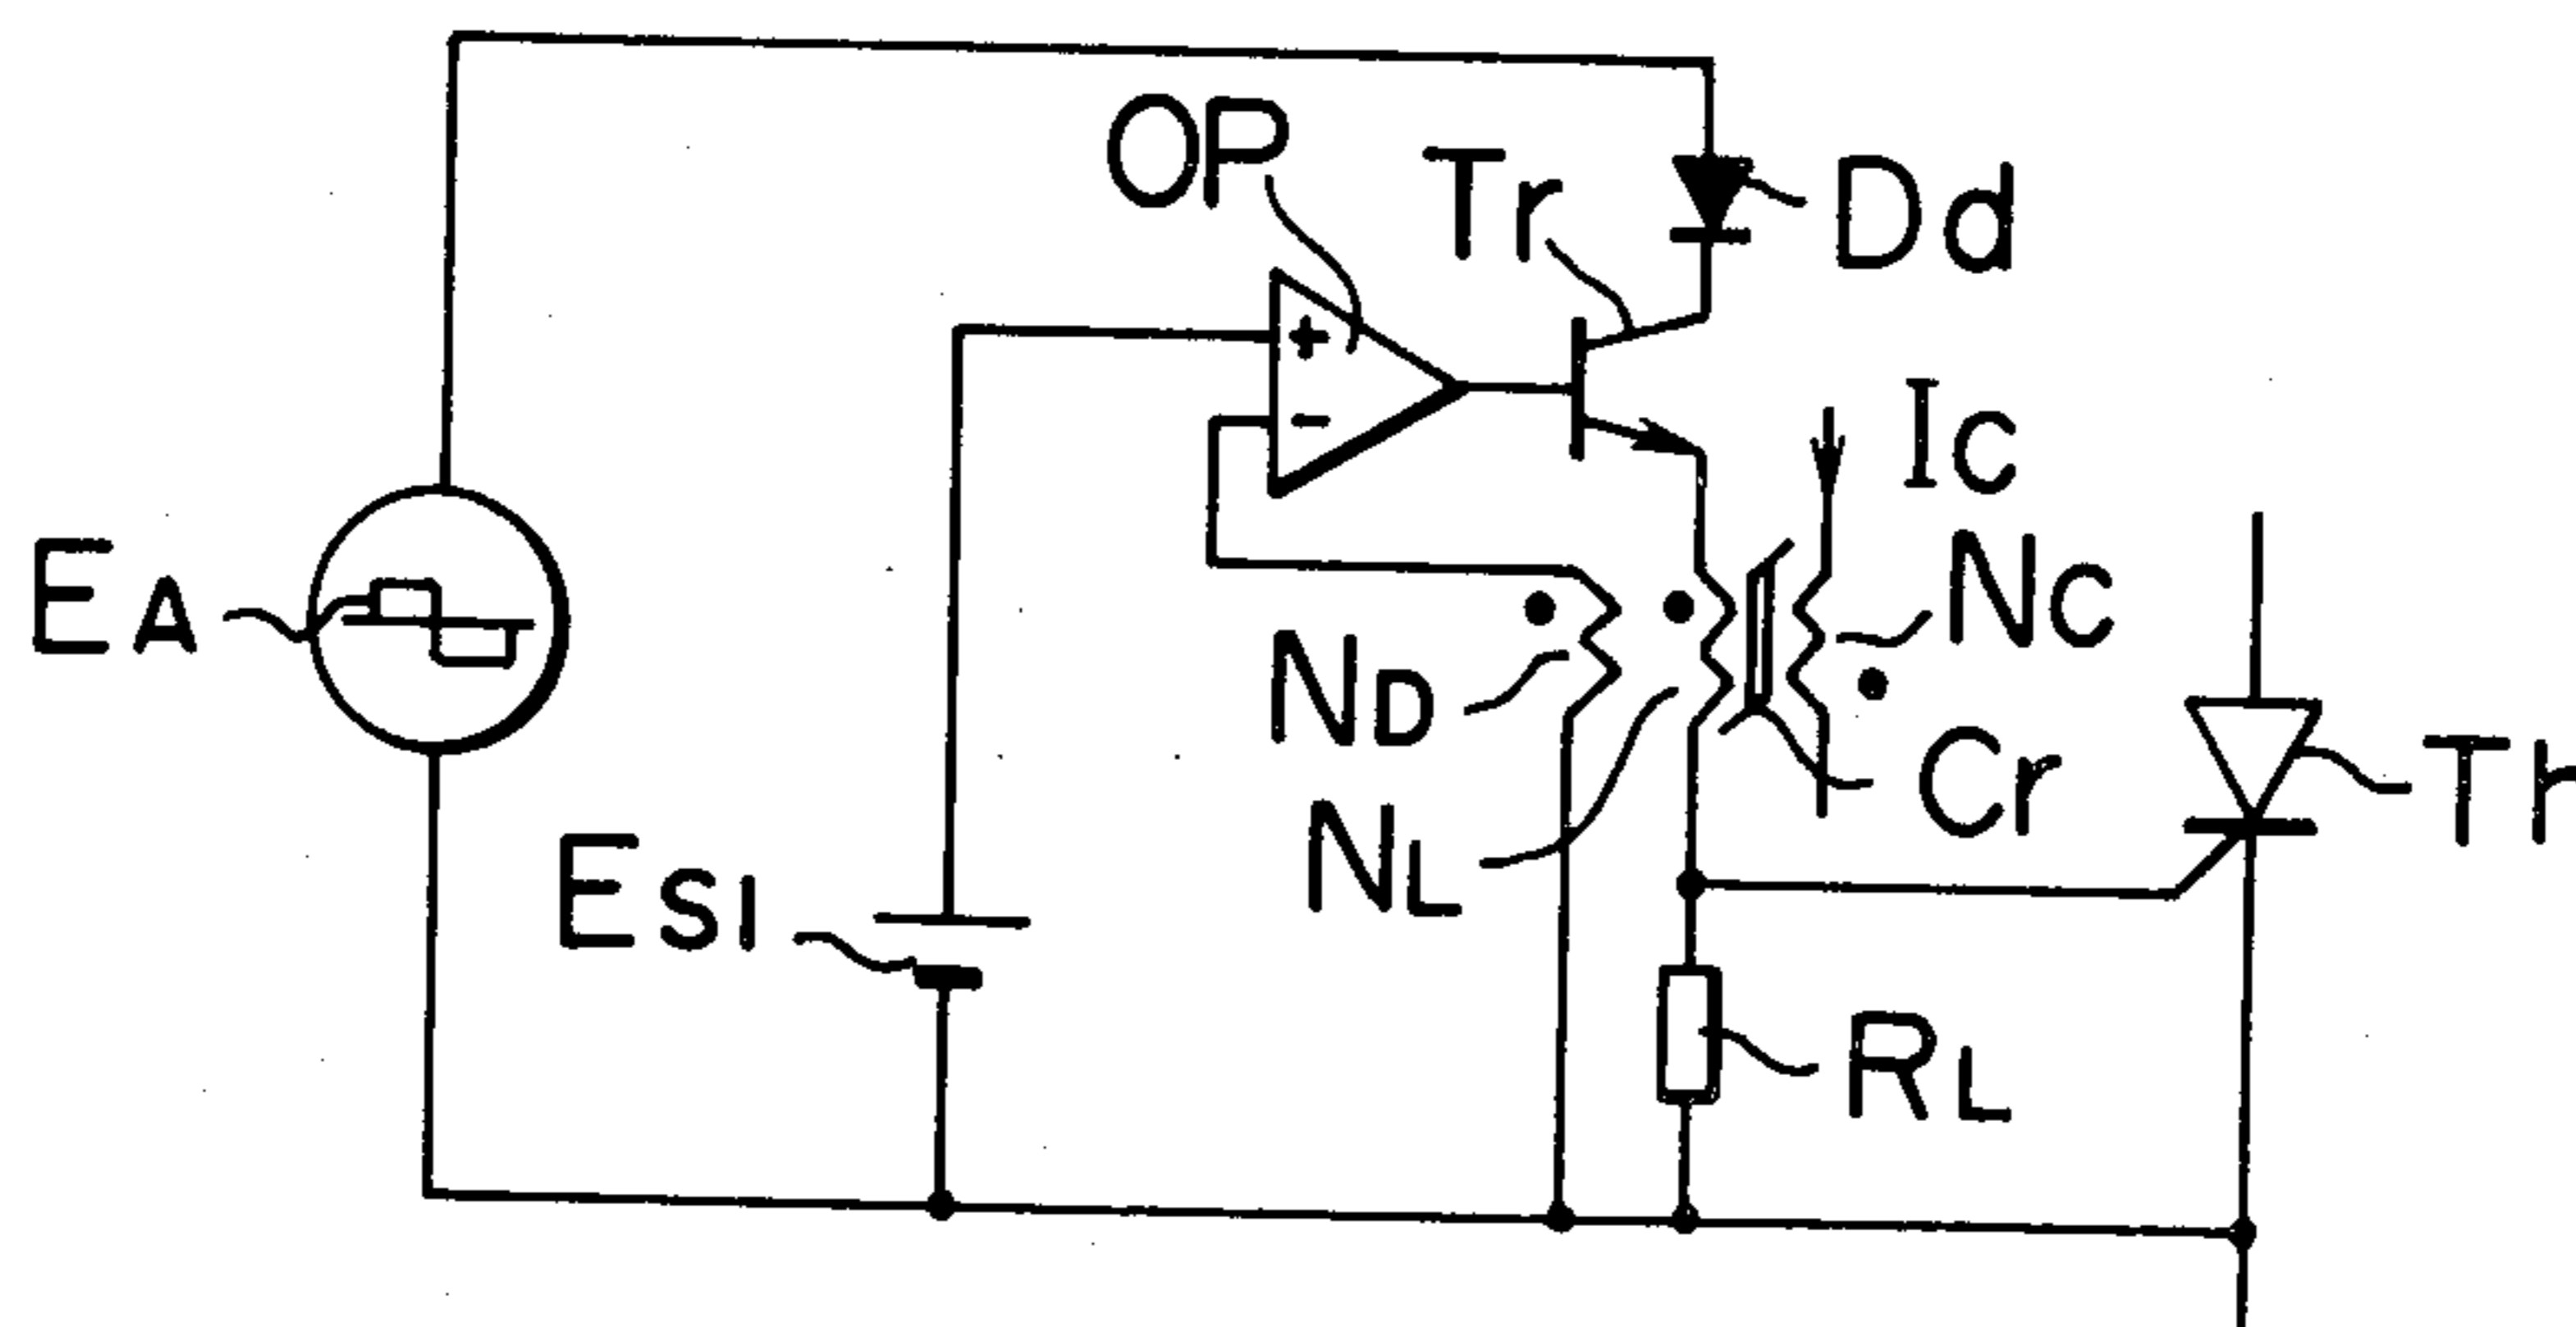 OP
Tr
Dd
Ic
EA
+
-
ND
Nc
NL
Cr
Th
ES1
RL